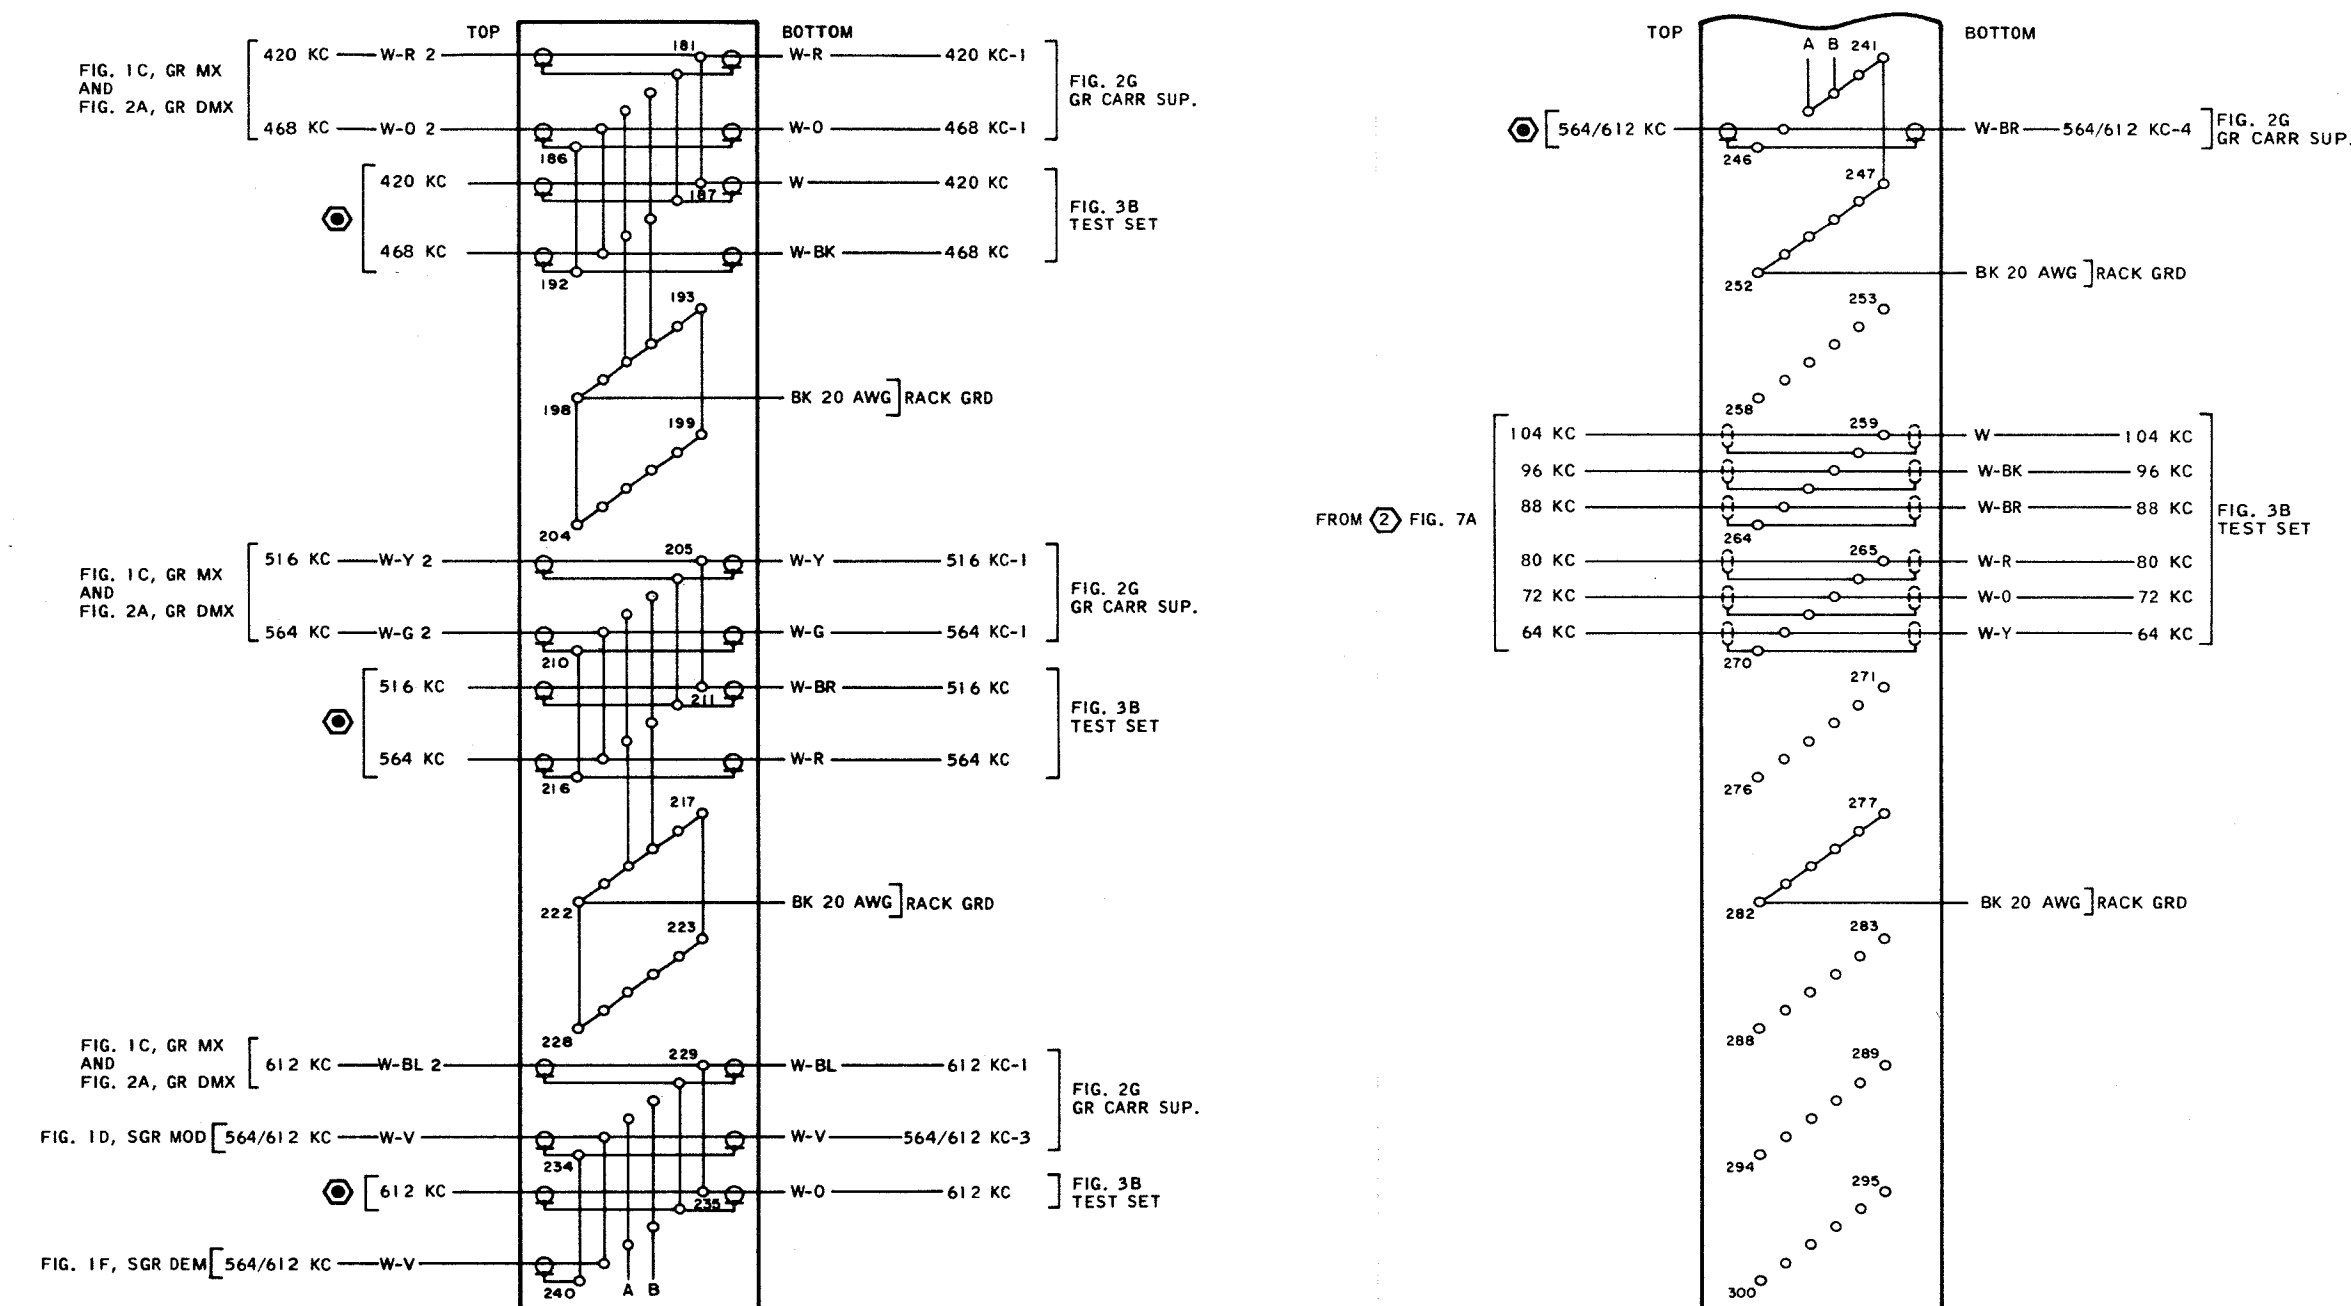 TOP BOTTOM
FIG. 1C, GR MX
AND
FIG. 2A, GR DMX
420 KC W-R 2 181 W-R 420 KC-1
468 KC W-O 2 186 W-O 468 KC-1
FIG. 2G
GR CARR SUP.
420 KC 187 W 420 KC
468 KC 192 W-BK 468 KC
FIG. 3B
TEST SET
193
198 BK 20 AWG RACK GRD
199
204
FIG. 1C, GR MX
AND
FIG. 2A, GR DMX
516 KC W-Y 2 205 W-Y 516 KC-1
564 KC W-G 2 210 W-G 564 KC-1
FIG. 2G
GR CARR SUP.
516 KC 211 W-BR 516 KC
564 KC 216 W-R 564 KC
FIG. 3B
TEST SET
217
222 BK 20 AWG RACK GRD
223
228
FIG. 1C, GR MX
AND
FIG. 2A, GR DMX
612 KC W-BL 2 229 W-BL 612 KC-1
FIG. 1D, SGR MOD 564/612 KC W-V 234 W-V 564/612 KC-3
FIG. 2G
GR CARR SUP.
612 KC 235 W-O 612 KC
FIG. 3B
TEST SET
FIG. 1F, SGR DEM 564/612 KC W-V 240 A B
TOP BOTTOM
A B 241
564/612 KC 246 W-BR 564/612 KC-4
FIG. 2G
GR CARR SUP.
247
252 BK 20 AWG RACK GRD
253
258
FROM 2 FIG. 7A
104 KC 259 W 104 KC
96 KC W-BK 96 KC
88 KC 264 W-BR 88 KC
80 KC 265 W-R 80 KC
72 KC W-O 72 KC
64 KC 270 W-Y 64 KC
FIG. 3B
TEST SET
271
276
277
282 BK 20 AWG RACK GRD
283
288
289
294
295
300